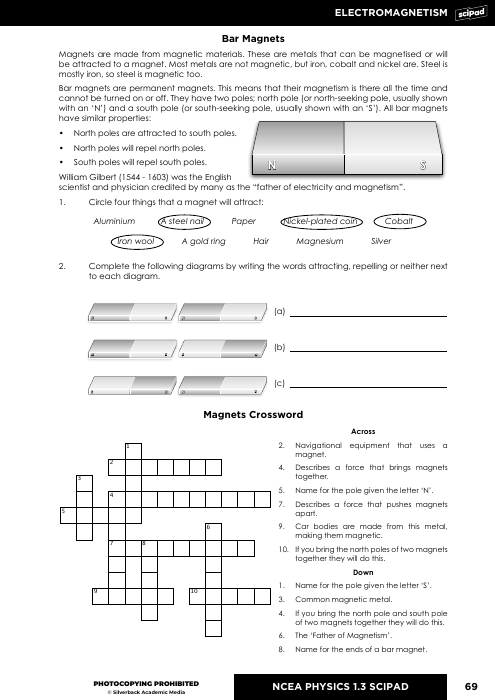 ELECTROMAGNETISM
scipad
Bar Magnets
Magnets are made from magnetic materials. These are metals that can be magnetised or will
be attracted to a magnet. Most metals are not magnetic, but iron, cobalt and nickel are. Steel is
mostly iron, so steel is magnetic too.
Bar magnets are permanent magnets. This means that their magnetism is there all the time and
cannot be turned on or off. They have two poles; north pole (or north-seeking pole, usually shown
with an 'N') and a south pole (or south-seeking pole, usually shown with an 'S'). All bar magnets
have similar properties:
• North poles are attracted to south poles.
• North poles will repel north poles.
• South poles will repel south poles.
N S
William Gilbert (1544 - 1603) was the English
scientist and physician credited by many as the "father of electricity and magnetism".
1. Circle four things that a magnet will attract:
Aluminium A steel nail Paper Nickel-plated coin Cobalt
Iron wool A gold ring Hair Magnesium Silver
2. Complete the following diagrams by writing the words attracting, repelling or neither next
to each diagram.
(a)
(b)
(c)
Magnets Crossword
Across
2. Navigational equipment that uses a
magnet.
4. Describes a force that brings magnets
together.
5. Name for the pole given the letter 'N'.
7. Describes a force that pushes magnets
apart.
9. Car bodies are made from this metal,
making them magnetic.
10. If you bring the north poles of two magnets
together they will do this.
Down
1. Name for the pole given the letter 'S'.
3. Common magnetic metal.
4. If you bring the north pole and south pole
of two magnets together they will do this.
6. The 'Father of Magnetism'.
8. Name for the ends of a bar magnet.
1
2
3
4
5
6
7 8
9 10
PHOTOCOPYING PROHIBITED
© Silverback Academic Media
NCEA PHYSICS 1.3 SCIPAD
69